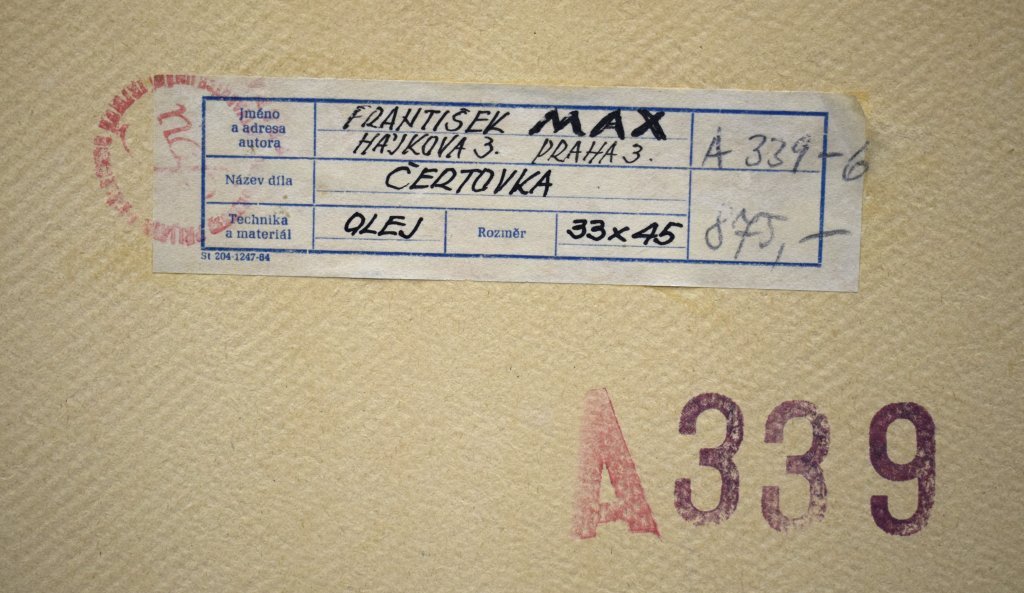 Jméno
a adresa
autora
FRANTIŠEK MAX
HÁJKOVA 3. PRAHA 3.
A 339-6
Název díla
ČERTOVKA
Technika
a materiál
OLEJ
Rozměr
33x45
875,-
St 204-1247-84
A339